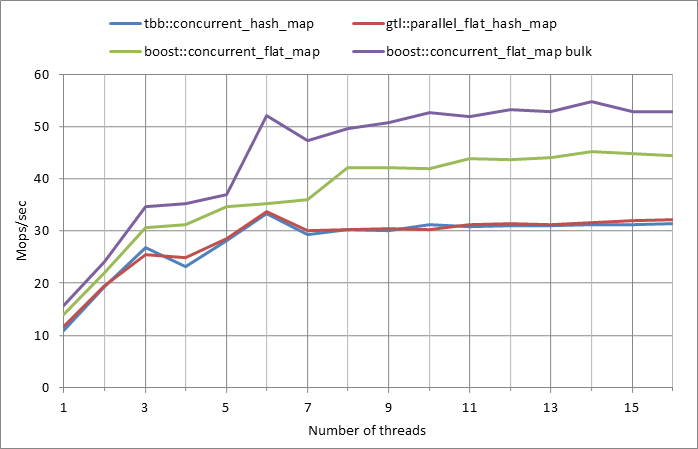 tbb::concurrent_hash_map gtl::parallel_flat_hash_map
boost::concurrent_flat_map boost::concurrent_flat_map bulk
60
50
40
30
20
10
0
Mops/sec
1 3 5 7 9 11 13 15
Number of threads